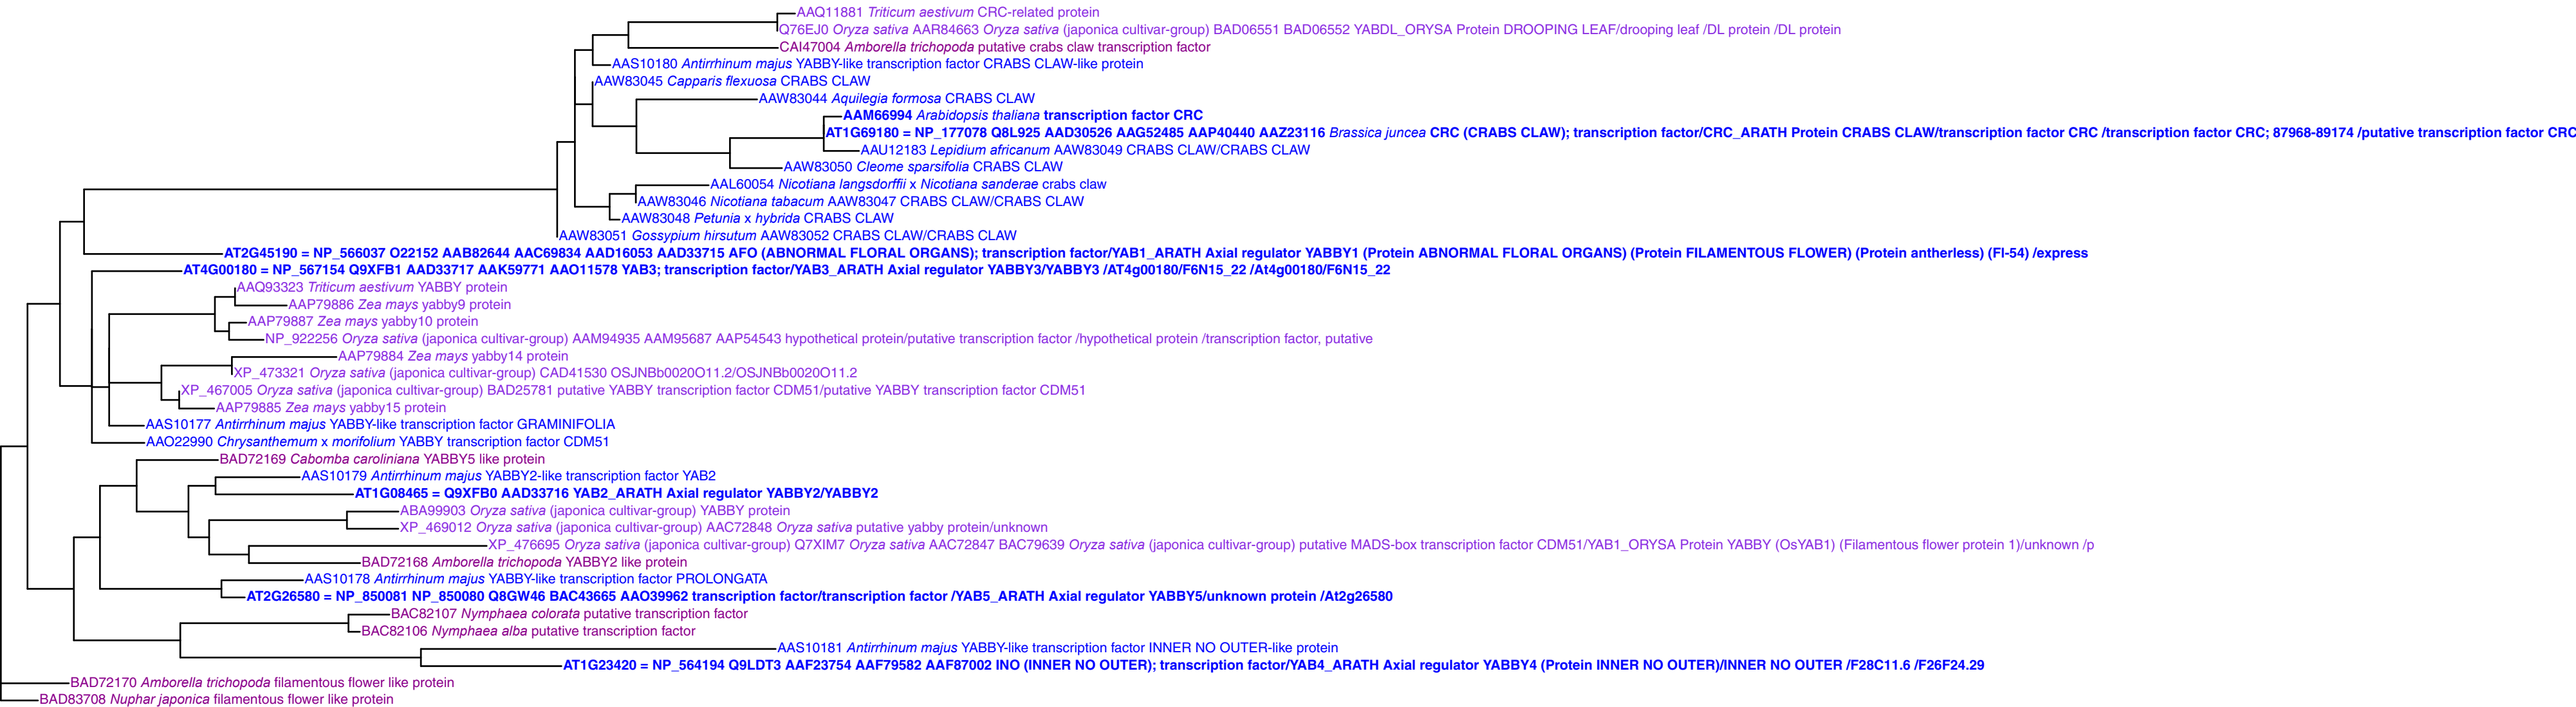 AAQ11881 Triticum aestivum CRC-related protein
Q76EJ0 Oryza sativa AAR84663 Oryza sativa (japonica cultivar-group) BAD06551 BAD06552 YABDL_ORYSA Protein DROOPING LEAF/drooping leaf /DL protein /DL protein
CAI47004 Amborella trichopoda putative crabs claw transcription factor
AAS10180 Antirrhinum majus YABBY-like transcription factor CRABS CLAW-like protein
AAW83045 Capparis flexuosa CRABS CLAW
AAW83044 Aquilegia formosa CRABS CLAW
AAM66994 Arabidopsis thaliana transcription factor CRC
AT1G69180 = NP_177078 Q8L925 AAD30526 AAG52485 AAP40440 AAZ23116 Brassica juncea CRC (CRABS CLAW); transcription factor/CRC_ARATH Protein CRABS CLAW/transcription factor CRC /transcription factor CRC; 87968-89174 /putative transcription factor CRC
AAU12183 Lepidium africanum AAW83049 CRABS CLAW/CRABS CLAW
AAW83050 Cleome sparsifolia CRABS CLAW
AAL60054 Nicotiana langsdorffii x Nicotiana sanderae crabs claw
AAW83046 Nicotiana tabacum AAW83047 CRABS CLAW/CRABS CLAW
AAW83048 Petunia x hybrida CRABS CLAW
AAW83051 Gossypium hirsutum AAW83052 CRABS CLAW/CRABS CLAW
AT2G45190 = NP_566037 O22152 AAB82644 AAC69834 AAD16053 AAD33715 AFO (ABNORMAL FLORAL ORGANS); transcription factor/YAB1_ARATH Axial regulator YABBY1 (Protein ABNORMAL FLORAL ORGANS) (Protein FILAMENTOUS FLOWER) (Protein antherless) (Fl-54) /express
AT4G00180 = NP_567154 Q9XFB1 AAD33717 AAK59771 AAO11578 YAB3; transcription factor/YAB3_ARATH Axial regulator YABBY3/YABBY3 /AT4g00180/F6N15_22 /At4g00180/F6N15_22
AAQ93323 Triticum aestivum YABBY protein
AAP79886 Zea mays yabby9 protein
AAP79887 Zea mays yabby10 protein
NP_922256 Oryza sativa (japonica cultivar-group) AAM94935 AAM95687 AAP54543 hypothetical protein/putative transcription factor /hypothetical protein /transcription factor, putative
AAP79884 Zea mays yabby14 protein
XP_473321 Oryza sativa (japonica cultivar-group) CAD41530 OSJNBb0020O11.2/OSJNBb0020O11.2
XP_467005 Oryza sativa (japonica cultivar-group) BAD25781 putative YABBY transcription factor CDM51/putative YABBY transcription factor CDM51
AAP79885 Zea mays yabby15 protein
AAS10177 Antirrhinum majus YABBY-like transcription factor GRAMINIFOLIA
AAO22990 Chrysanthemum x morifolium YABBY transcription factor CDM51
BAD72169 Cabomba caroliniana YABBY5 like protein
AAS10179 Antirrhinum majus YABBY2-like transcription factor YAB2
AT1G08465 = Q9XFB0 AAD33716 YAB2_ARATH Axial regulator YABBY2/YABBY2
ABA99903 Oryza sativa (japonica cultivar-group) YABBY protein
XP_469012 Oryza sativa (japonica cultivar-group) AAC72848 Oryza sativa putative yabby protein/unknown
XP_476695 Oryza sativa (japonica cultivar-group) Q7XIM7 Oryza sativa AAC72847 BAC79639 Oryza sativa (japonica cultivar-group) putative MADS-box transcription factor CDM51/YAB1_ORYSA Protein YABBY (OsYAB1) (Filamentous flower protein 1)/unknown /p
BAD72168 Amborella trichopoda YABBY2 like protein
AAS10178 Antirrhinum majus YABBY-like transcription factor PROLONGATA
AT2G26580 = NP_850081 NP_850080 Q8GW46 BAC43665 AAO39962 transcription factor/transcription factor /YAB5_ARATH Axial regulator YABBY5/unknown protein /At2g26580
BAC82107 Nymphaea colorata putative transcription factor
BAC82106 Nymphaea alba putative transcription factor
AAS10181 Antirrhinum majus YABBY-like transcription factor INNER NO OUTER-like protein
AT1G23420 = NP_564194 Q9LDT3 AAF23754 AAF79582 AAF87002 INO (INNER NO OUTER); transcription factor/YAB4_ARATH Axial regulator YABBY4 (Protein INNER NO OUTER)/INNER NO OUTER /F28C11.6 /F26F24.29
BAD72170 Amborella trichopoda filamentous flower like protein
BAD83708 Nuphar japonica filamentous flower like protein